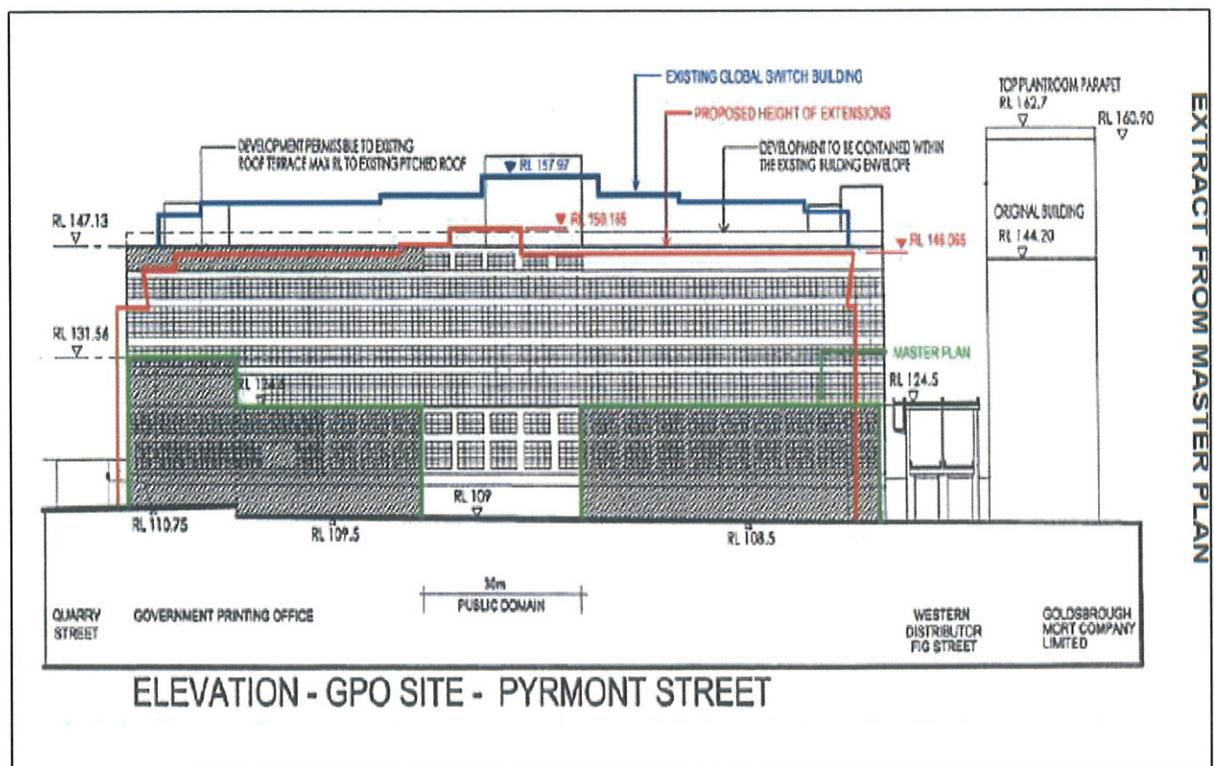 EXISTING GLOBAL SWITCH BUILDING
PROPOSED HEIGHT OF EXTENSIONS
TOP PLANTROOM PARAPET
RL 162.7
RL 160.90
DEVELOPMENT PERMISSIBLE TO EXISTING
ROOF TERRACE MAX RL TO EXISTING PITCHED ROOF
RL 157.97
DEVELOPMENT TO BE CONTAINED WITHIN
THE EXISTING BUILDING ENVELOPE
RL 147.13
RL 150.165
RL 146.065
ORIGINAL BUILDING
RL 144.20
RL 131.56
MASTER PLAN
RL 124.5
RL 124.5
RL 109
RL 110.75
RL 109.5
RL 108.5
30m
PUBLIC DOMAIN
QUARRY
STREET
GOVERNMENT PRINTING OFFICE
WESTERN
DISTRIBUTOR
FIG STREET
GOLDSBROUGH
MORT COMPANY
LIMITED
ELEVATION - GPO SITE - PYRMONT STREET
EXTRACT FROM MASTER PLAN